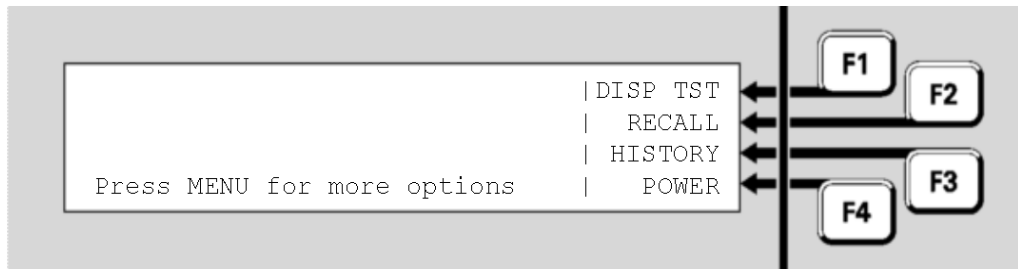 |DISP TST
| RECALL
| HISTORY
Press MENU for more options | POWER
F1
F2
F3
F4